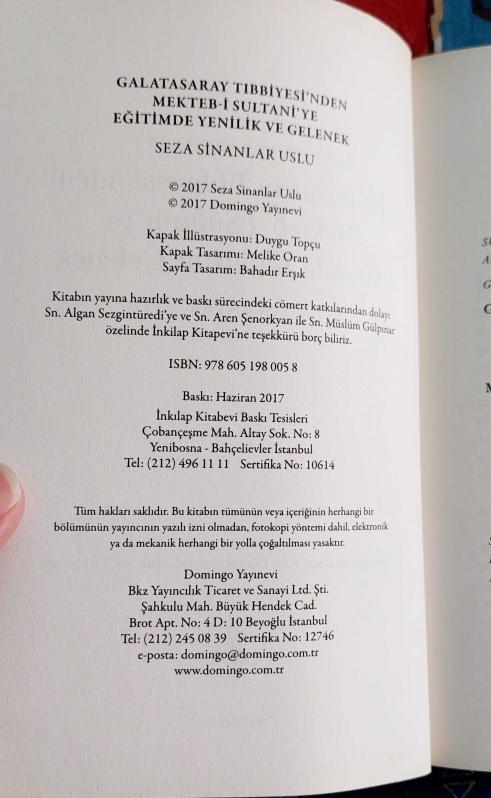 GALATASARAY TIBBİYESİ'NDEN
MEKTEB-İ SULTANİ'YE
EĞİTİMDE YENİLİK VE GELENEK
SEZA SİNANLAR USLU
© 2017 Seza Sinanlar Uslu
© 2017 Domingo Yayınevi
Kapak İllüstrasyonu: Duygu Topçu
Kapak Tasarımı: Melike Oran
Sayfa Tasarım: Bahadır Erşık
Kitabın yayına hazırlık ve baskı sürecindeki cömert katkılarından dolayı
Sn. Algan Sezgintüredi'ye ve Sn. Aren Şenorkyan ile Sn. Müslüm Gülpınar
özelinde İnkilap Kitapevi'ne teşekkürü borç biliriz.
ISBN: 978 605 198 005 8
Baskı: Haziran 2017
İnkılap Kitabevi Baskı Tesisleri
Çobançeşme Mah. Altay Sok. No: 8
Yenibosna - Bahçelievler İstanbul
Tel: (212) 496 11 11 Sertifika No: 10614
Tüm hakları saklıdır. Bu kitabın tümünün veya içeriğinin herhangi bir
bölümünün yayıncının yazılı izni olmadan, fotokopi yöntemi dahil, elektronik
ya da mekanik herhangi bir yolla çoğaltılması yasaktır.
Domingo Yayınevi
Bkz Yayıncılık Ticaret ve Sanayi Ltd. Şti.
Şahkulu Mah. Büyük Hendek Cad.
Brot Apt. No: 4 D: 10 Beyoğlu İstanbul
Tel: (212) 245 08 39 Sertifika No: 12746
e-posta: domingo@domingo.com.tr
www.domingo.com.tr